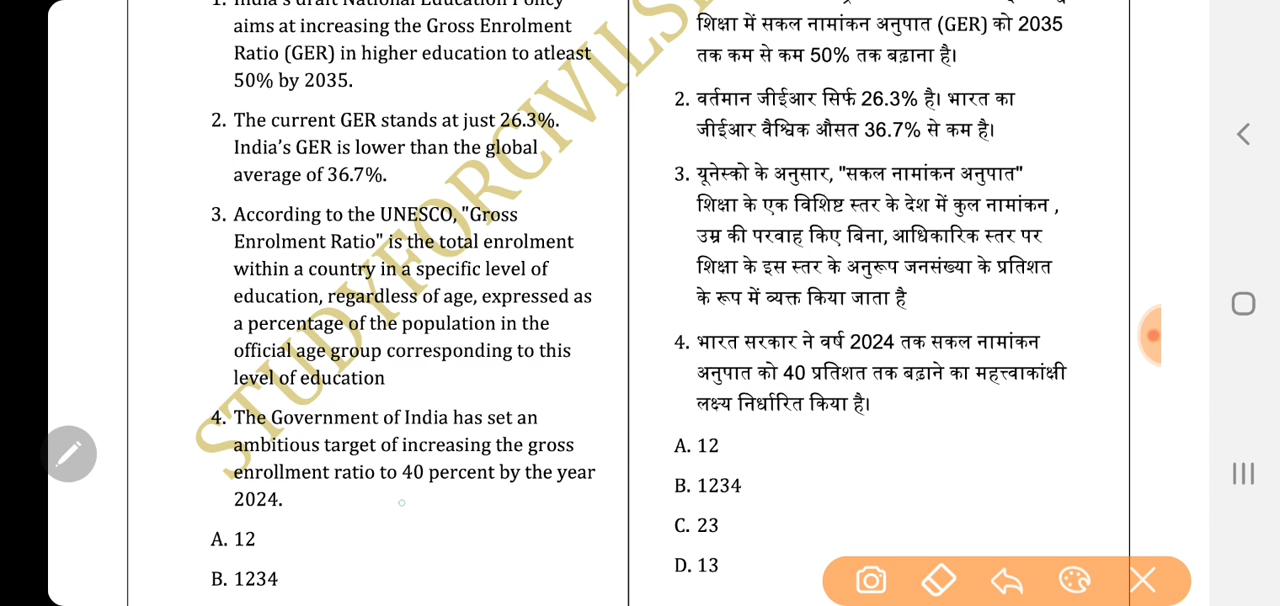 1. India's draft National Education Policy
aims at increasing the Gross Enrolment
Ratio (GER) in higher education to atleast
50% by 2035.
2. The current GER stands at just 26.3%.
India's GER is lower than the global
average of 36.7%.
3. According to the UNESCO, "Gross
Enrolment Ratio" is the total enrolment
within a country in a specific level of
education, regardless of age, expressed as
a percentage of the population in the
official age group corresponding to this
level of education
4. The Government of India has set an
ambitious target of increasing the gross
enrollment ratio to 40 percent by the year
2024.
A. 12
B. 1234
शिक्षा में सकल नामांकन अनुपात (GER) को 2035
तक कम से कम 50% तक बढ़ाना है।
2. वर्तमान जीईआर सिर्फ 26.3% है। भारत का
जीईआर वैश्विक औसत 36.7% से कम है।
3. यूनेस्को के अनुसार, "सकल नामांकन अनुपात"
शिक्षा के एक विशिष्ट स्तर के देश में कुल नामांकन ,
उम्र की परवाह किए बिना, आधिकारिक स्तर पर
शिक्षा के इस स्तर के अनुरूप जनसंख्या के प्रतिशत
के रूप में व्यक्त किया जाता है
4. भारत सरकार ने वर्ष 2024 तक सकल नामांकन
अनुपात को 40 प्रतिशत तक बढ़ाने का महत्त्वाकांक्षी
लक्ष्य निर्धारित किया है।
A. 12
B. 1234
C. 23
D. 13
STUDYFORCIVILS